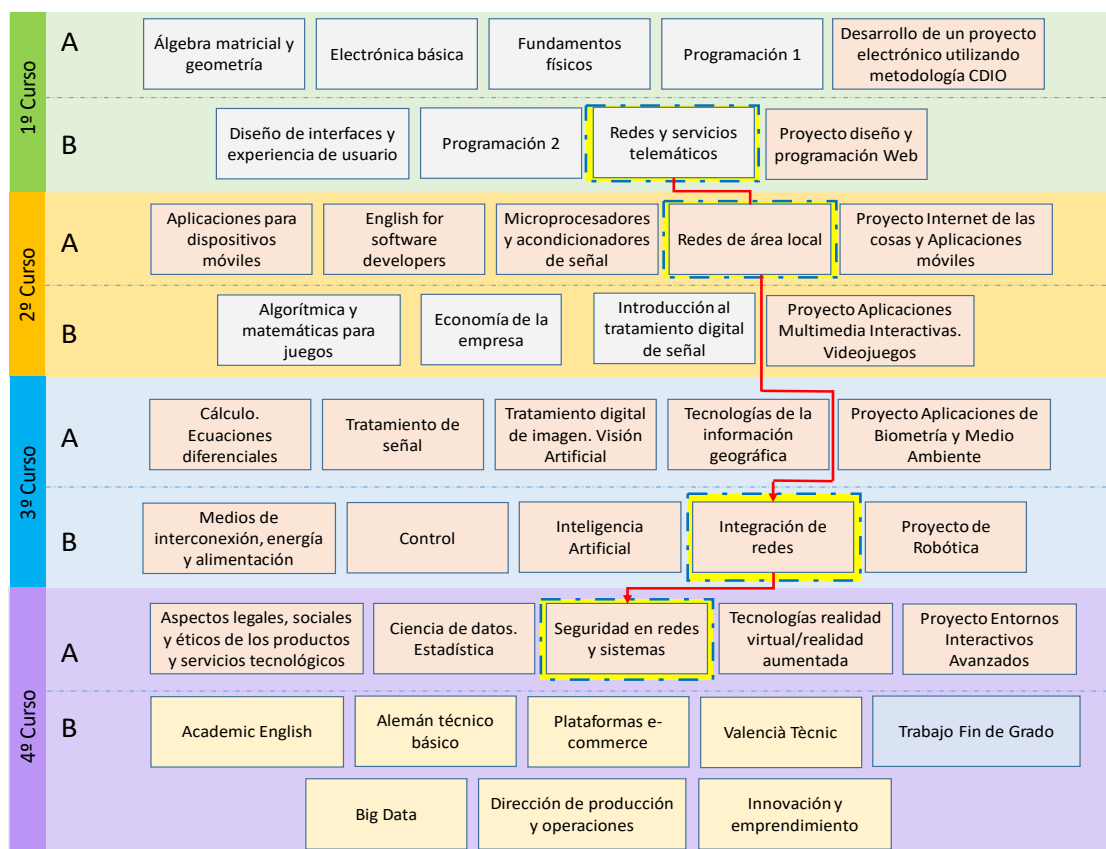 1º Curso
A
Álgebra matricial y
geometría
Electrónica básica
Fundamentos
físicos
Programación 1
Desarrollo de un proyecto
electrónico utilizando
metodología CDIO
B
Diseño de interfaces y
experiencia de usuario
Programación 2
Redes y servicios
telemáticos
Proyecto diseño y
programación Web
2º Curso
A
Aplicaciones para
dispositivos
móviles
English for
software
developers
Microprocesadores
y acondicionadores
de señal
Redes de área local
Proyecto Internet de las
cosas y Aplicaciones
móviles
B
Algorítmica y
matemáticas para
juegos
Economía de la
empresa
Introducción al
tratamiento digital
de señal
Proyecto Aplicaciones
Multimedia Interactivas.
Videojuegos
3º Curso
A
Cálculo.
Ecuaciones
diferenciales
Tratamiento de
señal
Tratamiento digital
de imagen. Visión
Artificial
Tecnologías de la
información
geográfica
Proyecto Aplicaciones de
Biometría y Medio
Ambiente
B
Medios de
interconexión, energía
y alimentación
Control
Inteligencia
Artificial
Integración de
redes
Proyecto de
Robótica
4º Curso
A
Aspectos legales, sociales
y éticos de los productos
y servicios tecnológicos
Ciencia de datos.
Estadística
Seguridad en redes
y sistemas
Tecnologías realidad
virtual/realidad
aumentada
Proyecto Entornos
Interactivos
Avanzados
B
Academic English
Alemán técnico
básico
Plataformas e-
commerce
Valencià Tècnic
Trabajo Fin de Grado
Big Data
Dirección de producción
y operaciones
Innovación y
emprendimiento